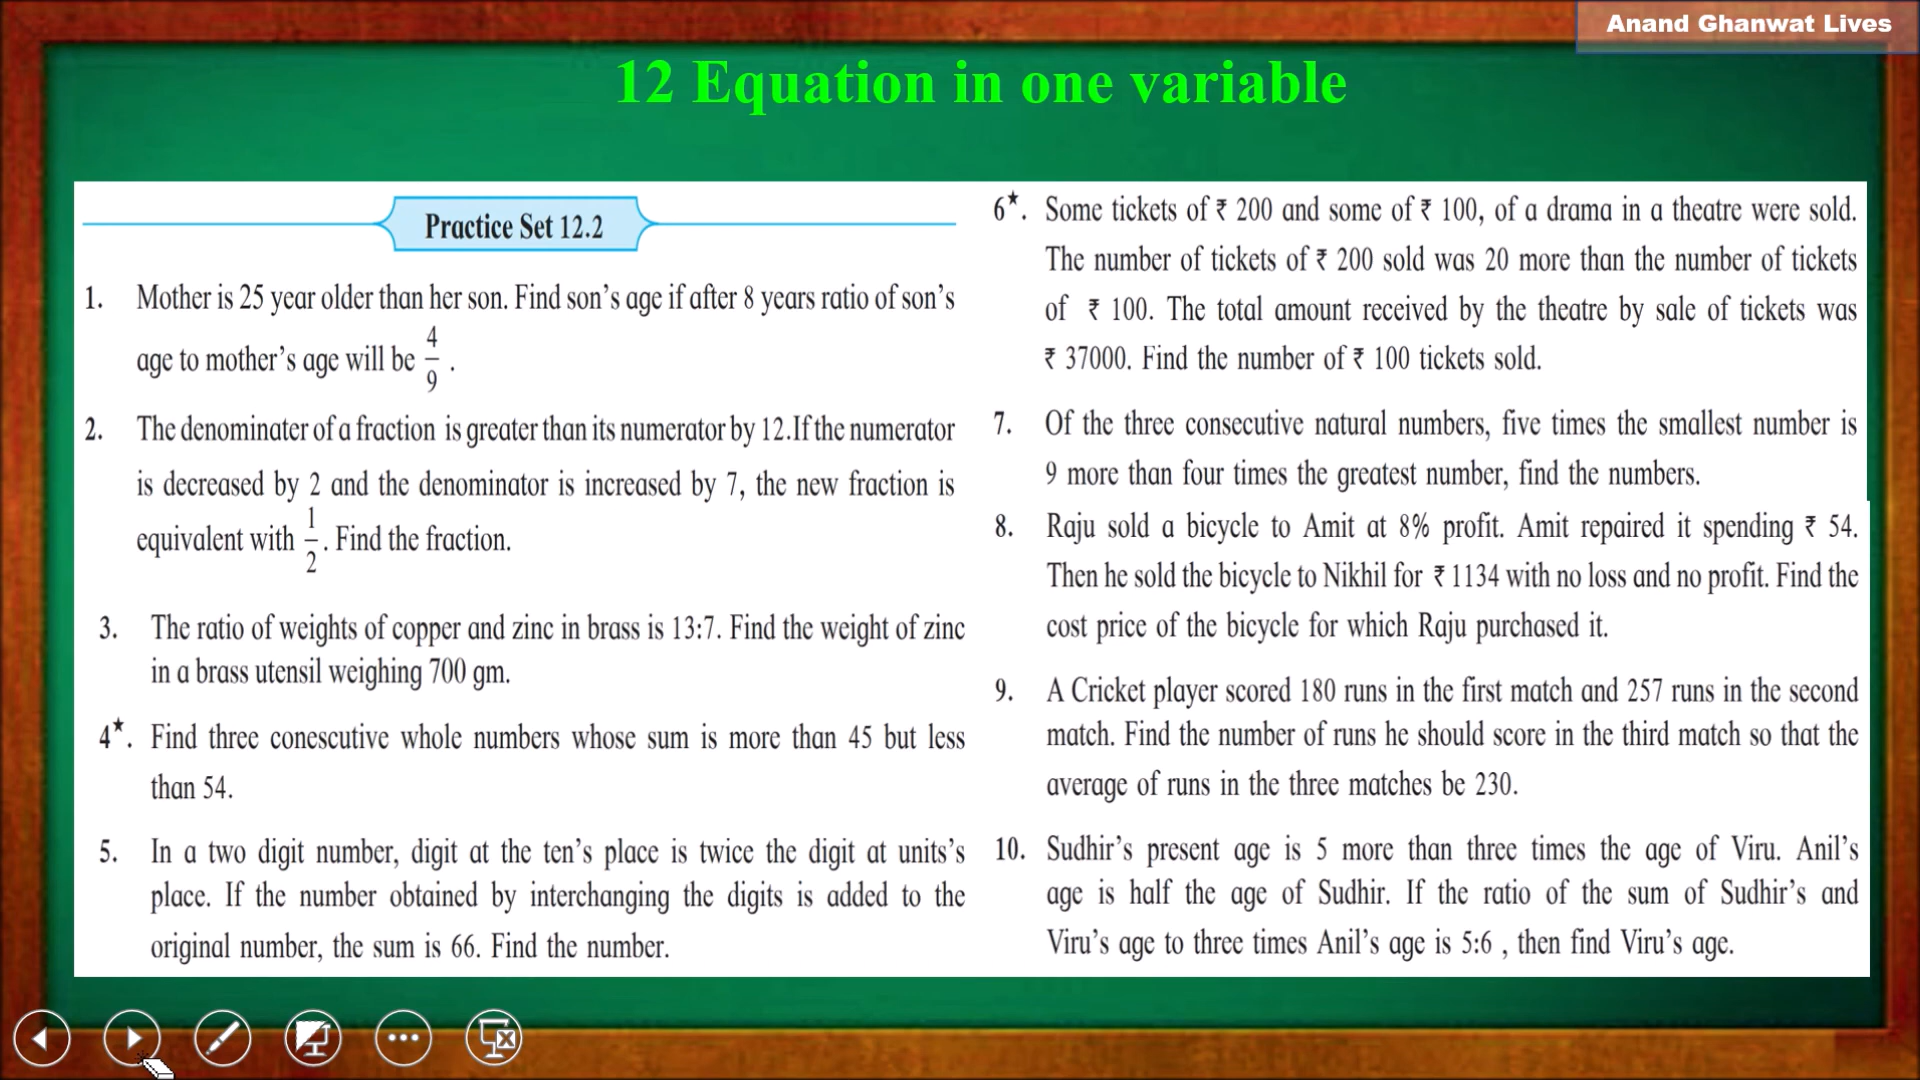 Anand Ghanwat Lives
12 Equation in one variable
Practice Set 12.2
1. Mother is 25 year older than her son. Find son's age if after 8 years ratio of son's
age to mother's age will be 4/9 .
2. The denominater of a fraction is greater than its numerator by 12.If the numerator
is decreased by 2 and the denominator is increased by 7, the new fraction is
equivalent with 1/2 . Find the fraction.
3. The ratio of weights of copper and zinc in brass is 13:7. Find the weight of zinc
in a brass utensil weighing 700 gm.
4★. Find three conescutive whole numbers whose sum is more than 45 but less
than 54.
5. In a two digit number, digit at the ten's place is twice the digit at units's
place. If the number obtained by interchanging the digits is added to the
original number, the sum is 66. Find the number.
6★. Some tickets of ₹ 200 and some of ₹ 100, of a drama in a theatre were sold.
The number of tickets of ₹ 200 sold was 20 more than the number of tickets
of ₹ 100. The total amount received by the theatre by sale of tickets was
₹ 37000. Find the number of ₹ 100 tickets sold.
7. Of the three consecutive natural numbers, five times the smallest number is
9 more than four times the greatest number, find the numbers.
8. Raju sold a bicycle to Amit at 8% profit. Amit repaired it spending ₹ 54.
Then he sold the bicycle to Nikhil for ₹ 1134 with no loss and no profit. Find the
cost price of the bicycle for which Raju purchased it.
9. A Cricket player scored 180 runs in the first match and 257 runs in the second
match. Find the number of runs he should score in the third match so that the
average of runs in the three matches be 230.
10. Sudhir's present age is 5 more than three times the age of Viru. Anil's
age is half the age of Sudhir. If the ratio of the sum of Sudhir's and
Viru's age to three times Anil's age is 5:6 , then find Viru's age.